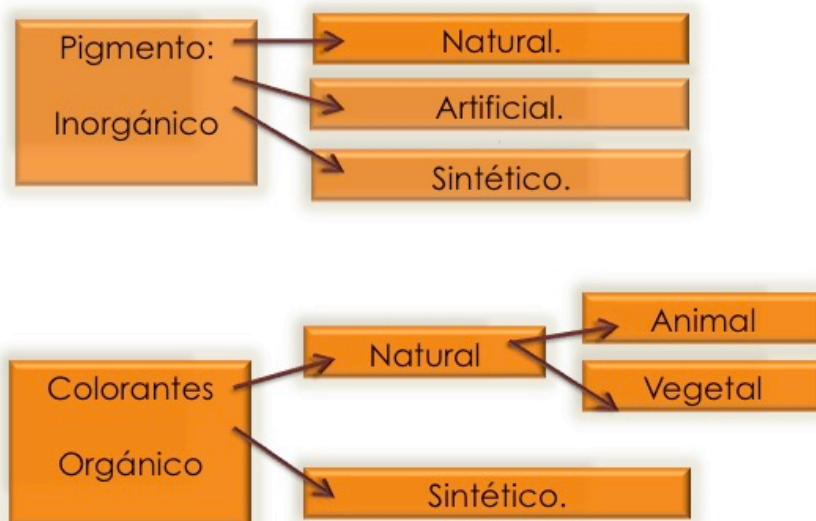 Pigmento:
Inorgánico
Natural.
Artificial.
Sintético.
Colorantes
Orgánico
Natural
Animal
Vegetal
Sintético.